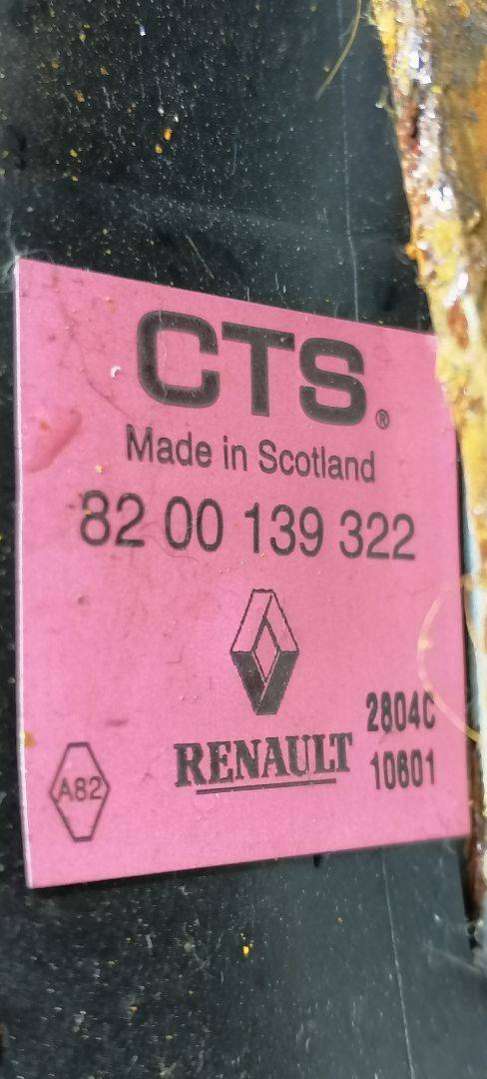 CTS®
Made in Scotland
82 00 139 322
2804C
RENAULT
10601
A82